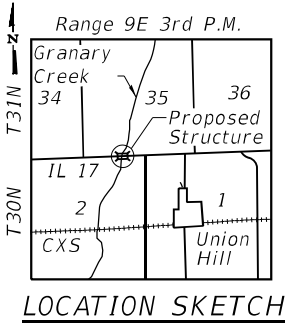 Range 9E 3rd P.M.
N
T31N
T30N
Granary
Creek
34
35
36
Proposed
Structure
IL 17
2
1
CXS
Union
Hill
LOCATION SKETCH